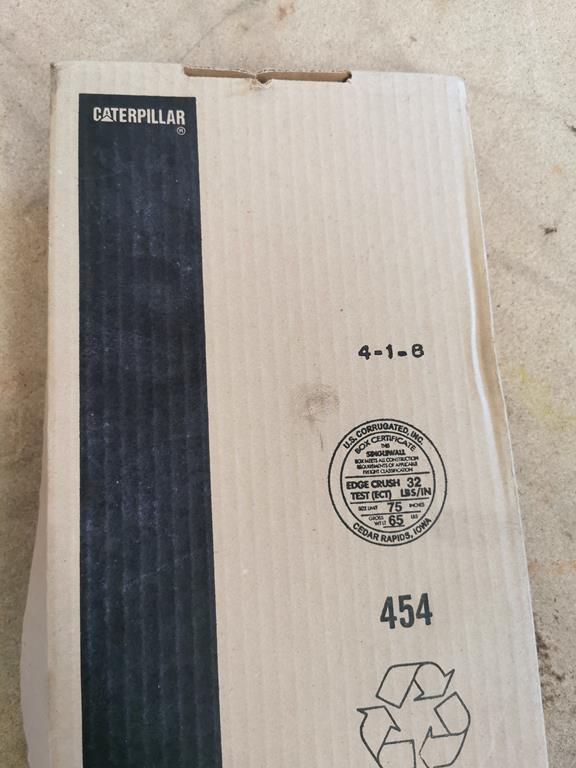 CATERPILLAR
®
4-1-8
U.S. CORRUGATED, INC.
BOX CERTIFICATE
THIS
SINGLEWALL
BOX MEETS ALL CONSTRUCTION
REQUIREMENTS OF APPLICABLE
FREIGHT CLASSIFICATION
EDGE CRUSH 32
TEST (ECT) LBS/IN
SIZE LIMIT 75 INCHES
GROSS WT LT 65 LBS
CEDAR RAPIDS, IOWA
454